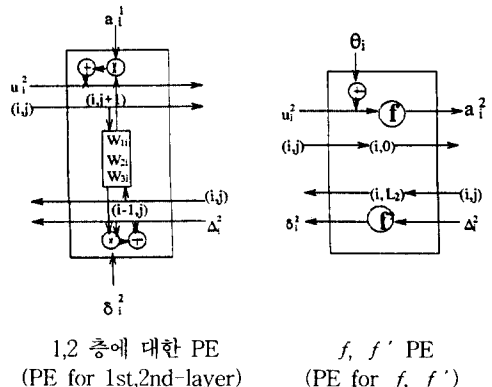 a_i^1
θ_i
+ ×
u_i^2
(i,j) (i,j+1)
W_1i
W_2i
W_3i
(i,j)
(i-1,j)
Δ_i^2
× +
δ_i^2
u_i^2 f a_i^2
(i,j) (i,0)
(i,L_2) (i,j)
δ_i^2 f' Δ_i^2
1,2 층에 대한 PE
(PE for 1st,2nd-layer)
f, f' PE
(PE for f, f')